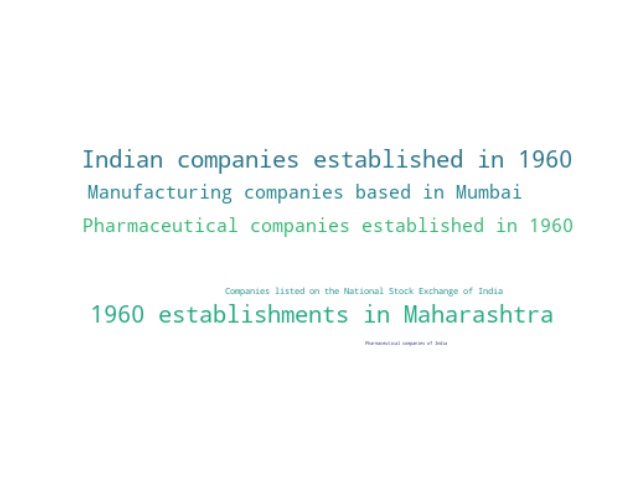 Indian companies established in 1960
Manufacturing companies based in Mumbai
Pharmaceutical companies established in 1960
Companies listed on the National Stock Exchange of India
1960 establishments in Maharashtra
Pharmaceutical companies of India